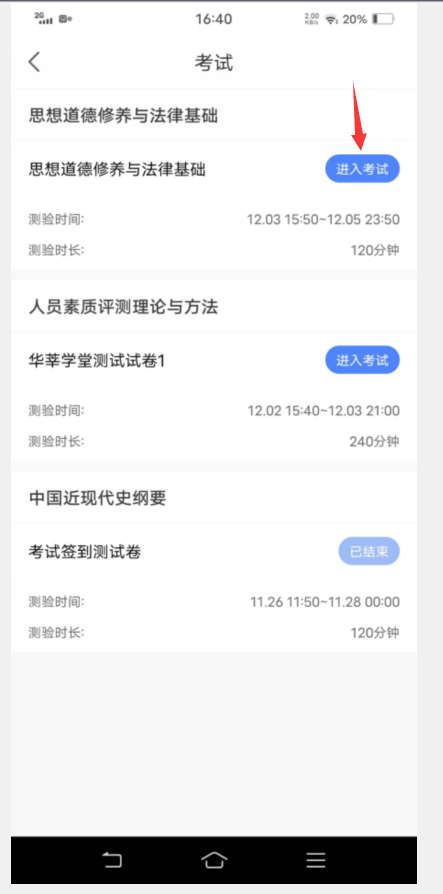 2G 16:40 2.00 KB/s 20%
考试
思想道德修养与法律基础
思想道德修养与法律基础 进入考试
测验时间: 12.03 15:50~12.05 23:50
测验时长: 120分钟
人员素质评测理论与方法
华莘学堂测试试卷1 进入考试
测验时间: 12.02 15:40~12.03 21:00
测验时长: 240分钟
中国近现代史纲要
考试签到测试卷 已结束
测验时间: 11.26 11:50~11.28 00:00
测验时长: 120分钟